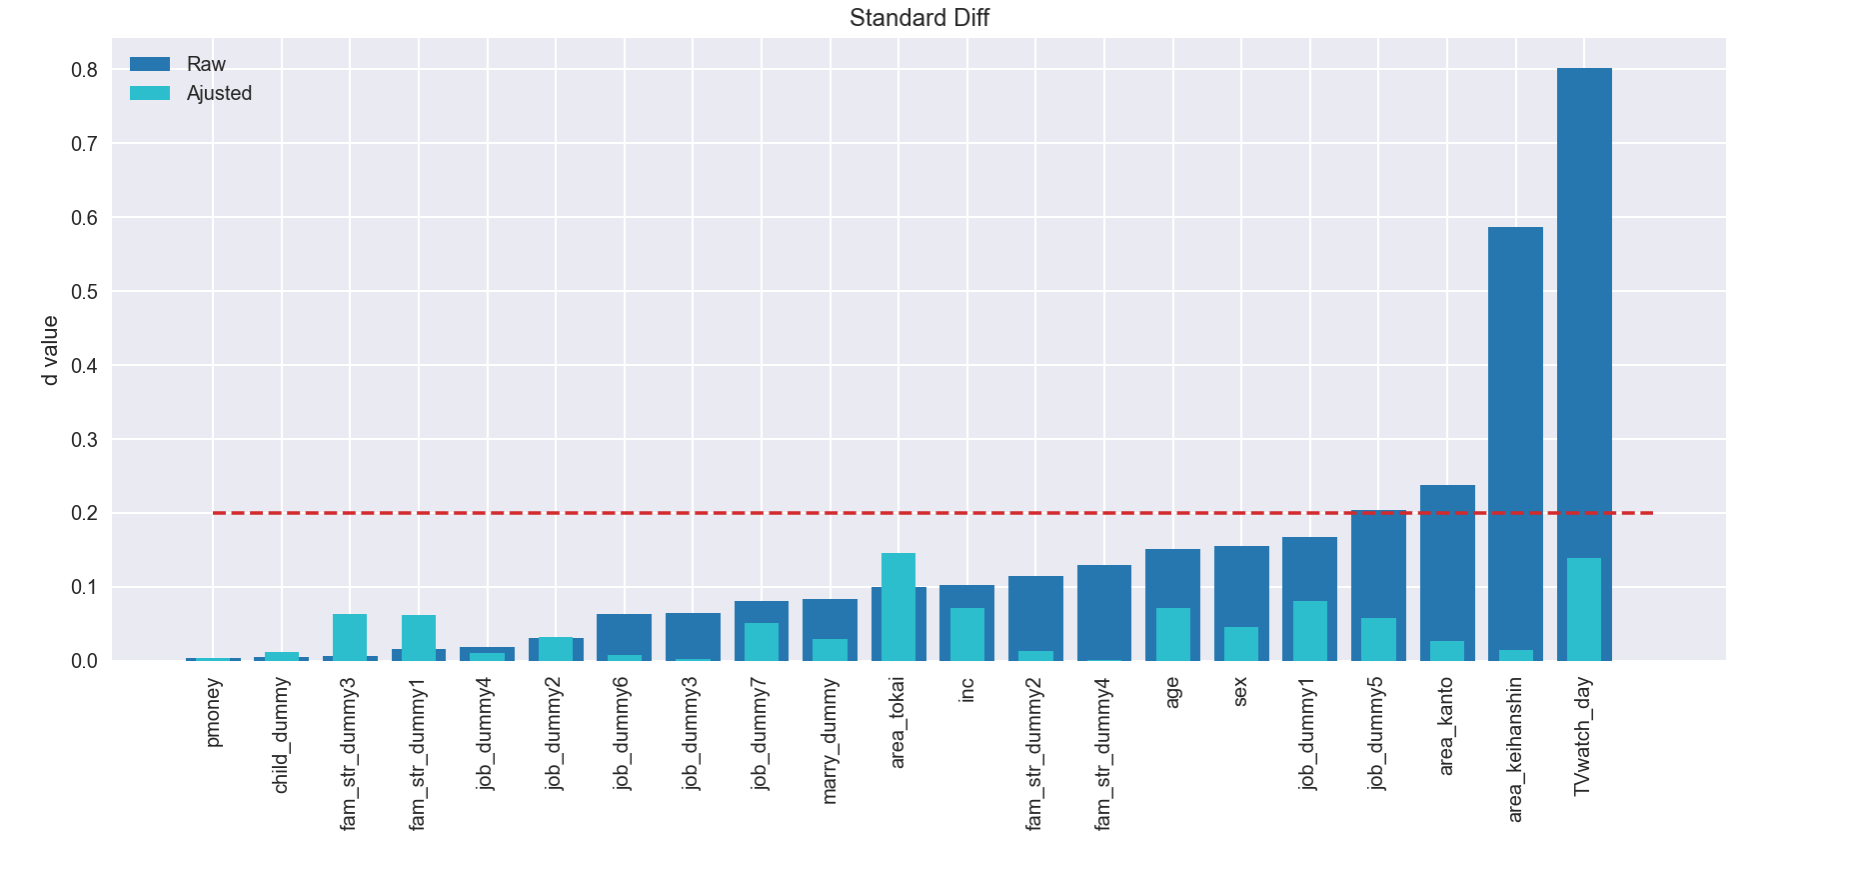 Standard Diff
Raw
Ajusted
d value
0.8
0.7
0.6
0.5
0.4
0.3
0.2
0.1
0.0
pmoney
child_dummy
fam_str_dummy3
fam_str_dummy1
job_dummy4
job_dummy2
job_dummy6
job_dummy3
job_dummy7
marry_dummy
area_tokai
inc
fam_str_dummy2
fam_str_dummy4
age
sex
job_dummy1
job_dummy5
area_kanto
area_keihanshin
TVwatch_day